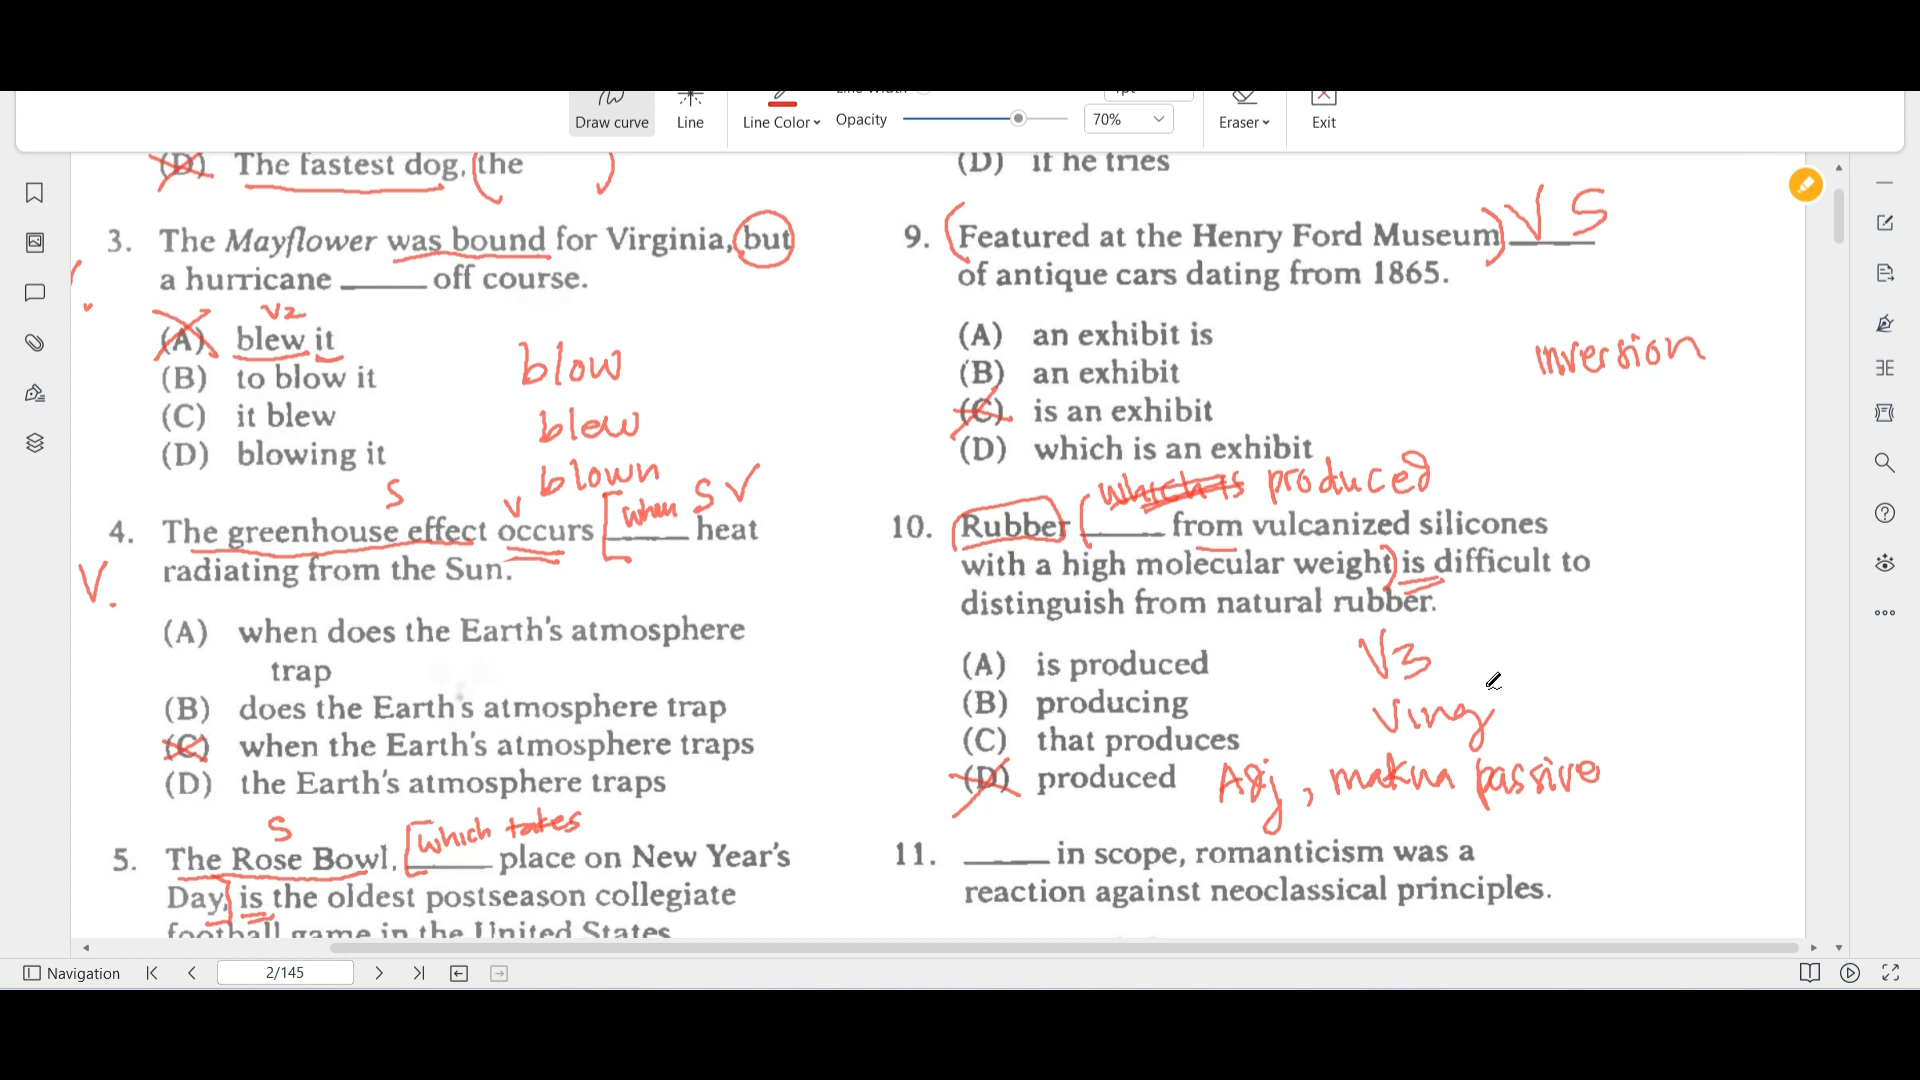 Draw curve
Line
Line Color
Opacity
70%
Eraser
Exit
(D) The fastest dog, (the )
3. The Mayflower was bound for Virginia, but
a hurricane _____ off course.
V2
(A) blew it
(B) to blow it
(C) it blew
(D) blowing it
blow
blew
blown
S V
when S V
4. The greenhouse effect occurs _____ heat
radiating from the Sun.
V.
(A) when does the Earth's atmosphere
trap
(B) does the Earth's atmosphere trap
(C) when the Earth's atmosphere traps
(D) the Earth's atmosphere traps
S
which takes
5. The Rose Bowl, _____ place on New Year's
Day, is the oldest postseason collegiate
football game in the United States
(D) if he tries
V S
9. (Featured at the Henry Ford Museum) _____
of antique cars dating from 1865.
(A) an exhibit is
(B) an exhibit
(C) is an exhibit
(D) which is an exhibit
inversion
which is produced
10. Rubber _____ from vulcanized silicones
with a high molecular weight) is difficult to
distinguish from natural rubber.
(A) is produced
(B) producing
(C) that produces
(D) produced
V3
Ving
Adj, makna passive
11. _____ in scope, romanticism was a
reaction against neoclassical principles.
Navigation
2/145